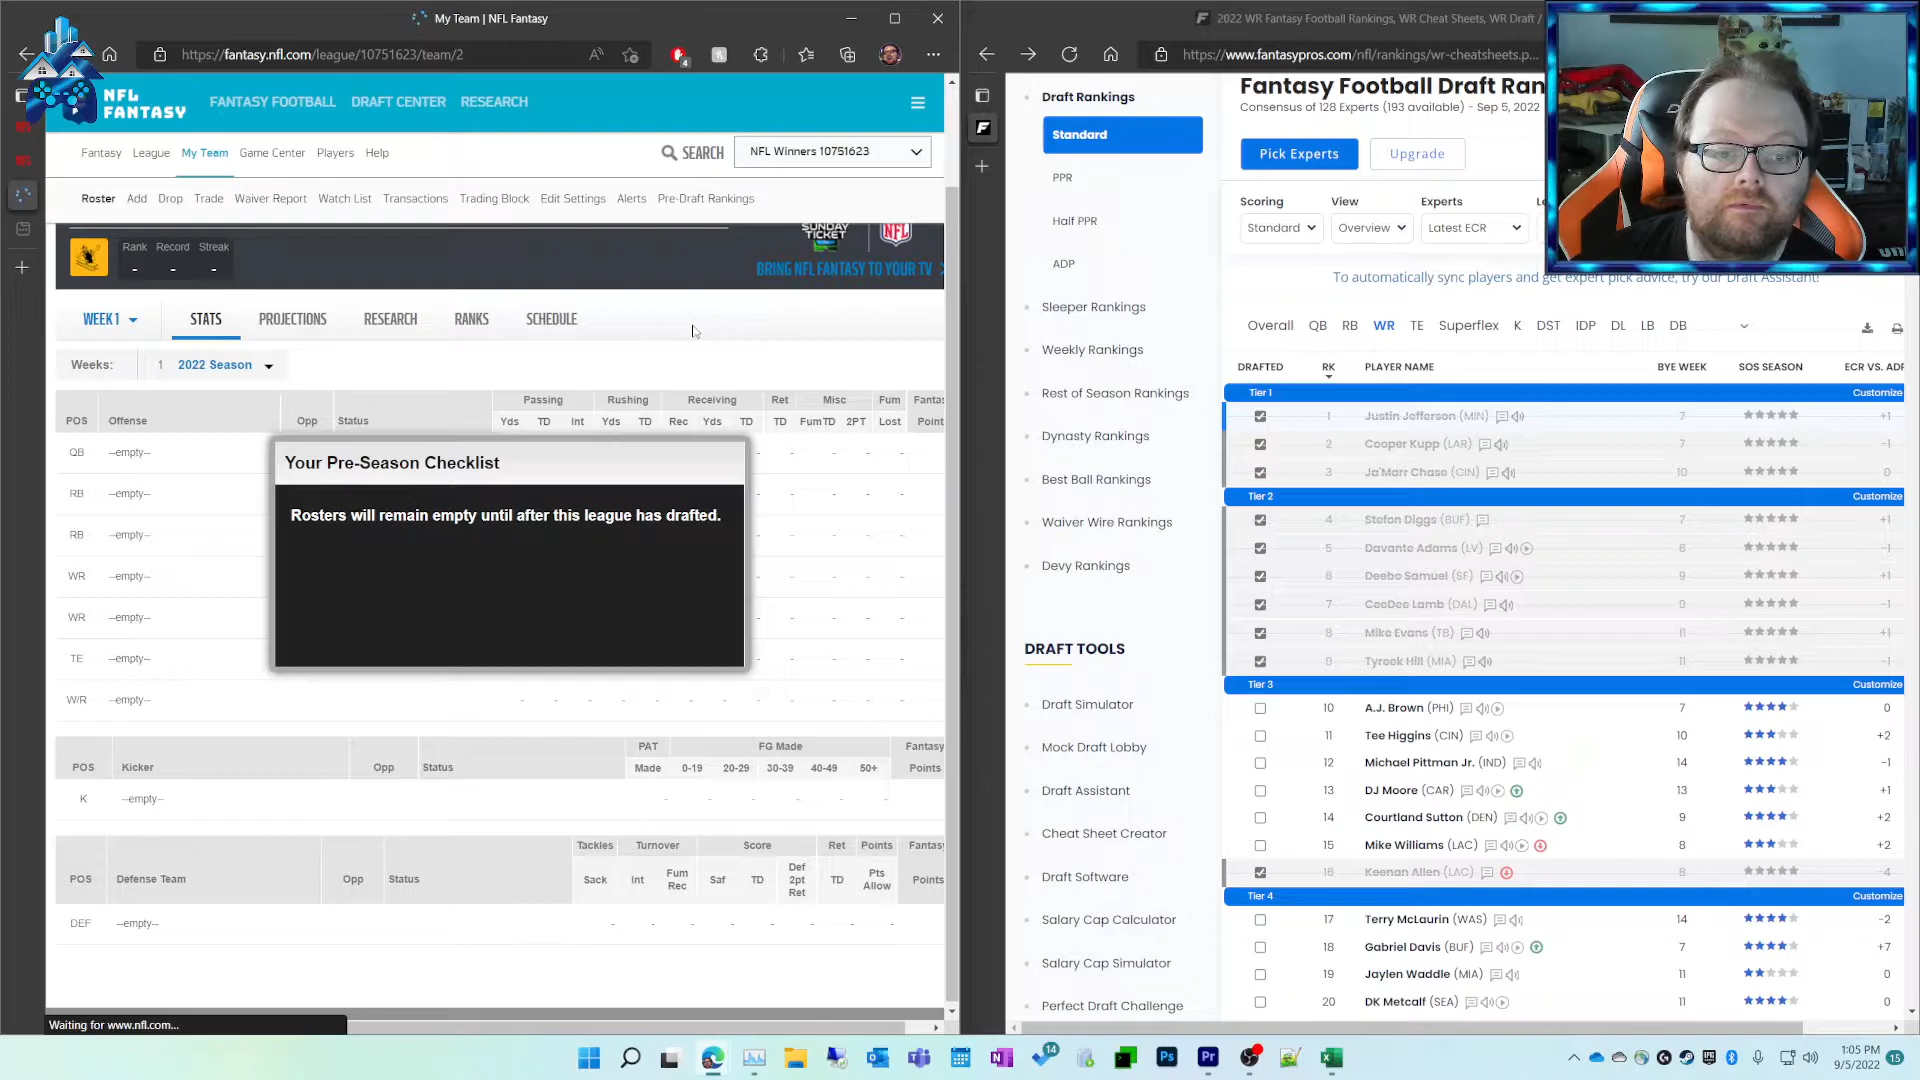 My Team | NFL Fantasy
https://fantasy.nfl.com/league/10751623/team/2
4
NFL FANTASY
FANTASY FOOTBALL DRAFT CENTER RESEARCH
Fantasy League My Team Game Center Players Help
SEARCH
NFL Winners 10751623
Roster Add Drop Trade Waiver Report Watch List Transactions Trading Block Edit Settings Alerts Pre-Draft Rankings
Rank Record Streak
- - -
SUNDAY TICKET NFL
BRING NFL FANTASY TO YOUR TV
WEEK 1 STATS PROJECTIONS RESEARCH RANKS SCHEDULE
Weeks: 1 2022 Season
Passing Rushing Receiving Ret Misc Fum Fantas
POS Offense Opp Status Yds TD Int Yds TD Rec Yds TD TD FumTD 2PT Lost Point
QB --empty--
RB --empty--
RB --empty--
WR --empty--
WR --empty--
TE --empty--
W/R --empty--
Your Pre-Season Checklist
Rosters will remain empty until after this league has drafted.
PAT FG Made Fantasy
POS Kicker Opp Status Made 0-19 20-29 30-39 40-49 50+ Points
K --empty--
Tackles Turnover Score Ret Points Fantasy
POS Defense Team Opp Status Sack Int Fum Rec Saf TD Def 2pt Ret TD Pts Allow Points
DEF --empty--
Waiting for www.nfl.com...
2022 WR Fantasy Football Rankings, WR Cheat Sheets, WR Draft /
https://www.fantasypros.com/nfl/rankings/wr-cheatsheets.p...
Draft Rankings
Standard
PPR
Half PPR
ADP
Sleeper Rankings
Weekly Rankings
Rest of Season Rankings
Dynasty Rankings
Best Ball Rankings
Waiver Wire Rankings
Devy Rankings
DRAFT TOOLS
Draft Simulator
Mock Draft Lobby
Draft Assistant
Cheat Sheet Creator
Draft Software
Salary Cap Calculator
Salary Cap Simulator
Perfect Draft Challenge
Fantasy Football Draft Ran
Consensus of 128 Experts (193 available) - Sep 5, 2022
Pick Experts Upgrade
Scoring View Experts
Standard Overview Latest ECR
To automatically sync players and get expert pick advice, try our Draft Assistant!
Overall QB RB WR TE Superflex K DST IDP DL LB DB
DRAFTED RK PLAYER NAME BYE WEEK SOS SEASON ECR VS. ADP
Tier 1 Customize
1 Justin Jefferson (MIN) 7 +1
2 Cooper Kupp (LAR) 7 -1
3 Ja'Marr Chase (CIN) 10 0
Tier 2 Customize
4 Stefon Diggs (BUF) 7 +1
5 Davante Adams (LV) 6 -1
6 Deebo Samuel (SF) 9 +1
7 CeeDee Lamb (DAL) 9 -1
8 Mike Evans (TB) 11 +1
9 Tyreek Hill (MIA) 11 -1
Tier 3 Customize
10 A.J. Brown (PHI) 7 0
11 Tee Higgins (CIN) 10 +2
12 Michael Pittman Jr. (IND) 14 -1
13 DJ Moore (CAR) 13 +1
14 Courtland Sutton (DEN) 9 +2
15 Mike Williams (LAC) 8 +2
16 Keenan Allen (LAC) 8 -4
Tier 4 Customize
17 Terry McLaurin (WAS) 14 -2
18 Gabriel Davis (BUF) 7 +7
19 Jaylen Waddle (MIA) 11 0
20 DK Metcalf (SEA) 11 0
14
Ps
Pr
1:05 PM
9/5/2022
15